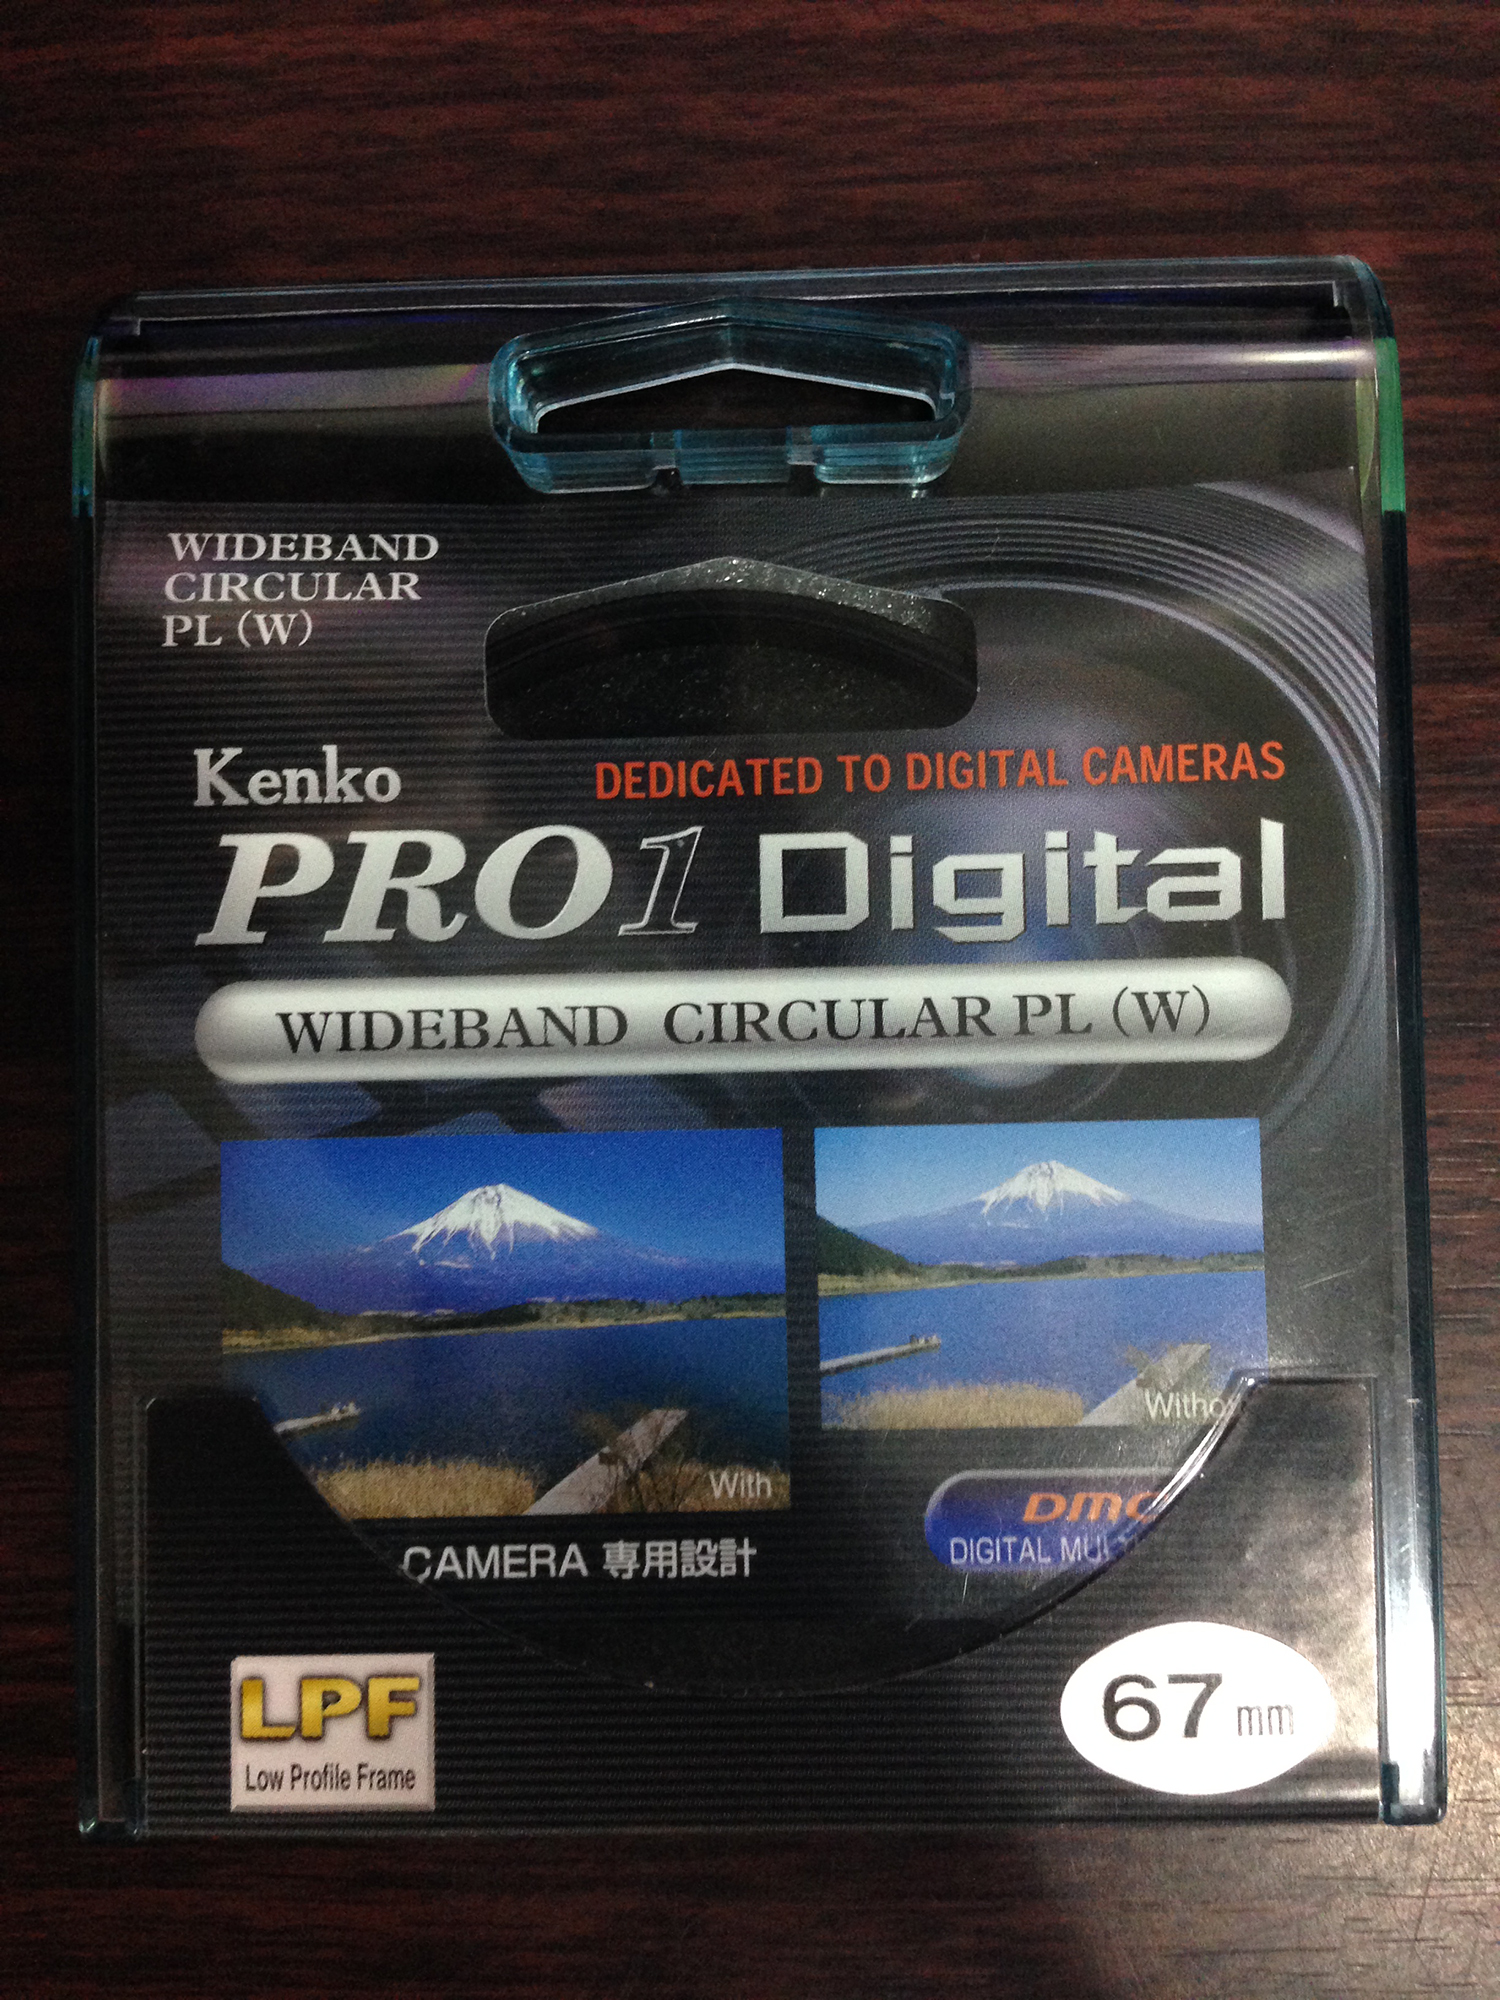 WIDEBAND
CIRCULAR
PL (W)
Kenko
DEDICATED TO DIGITAL CAMERAS
PRO1 Digital
WIDEBAND CIRCULAR PL (W)
With
CAMERA 専用設計
DIGITAL
LPF
Low Profile Frame
67 mm